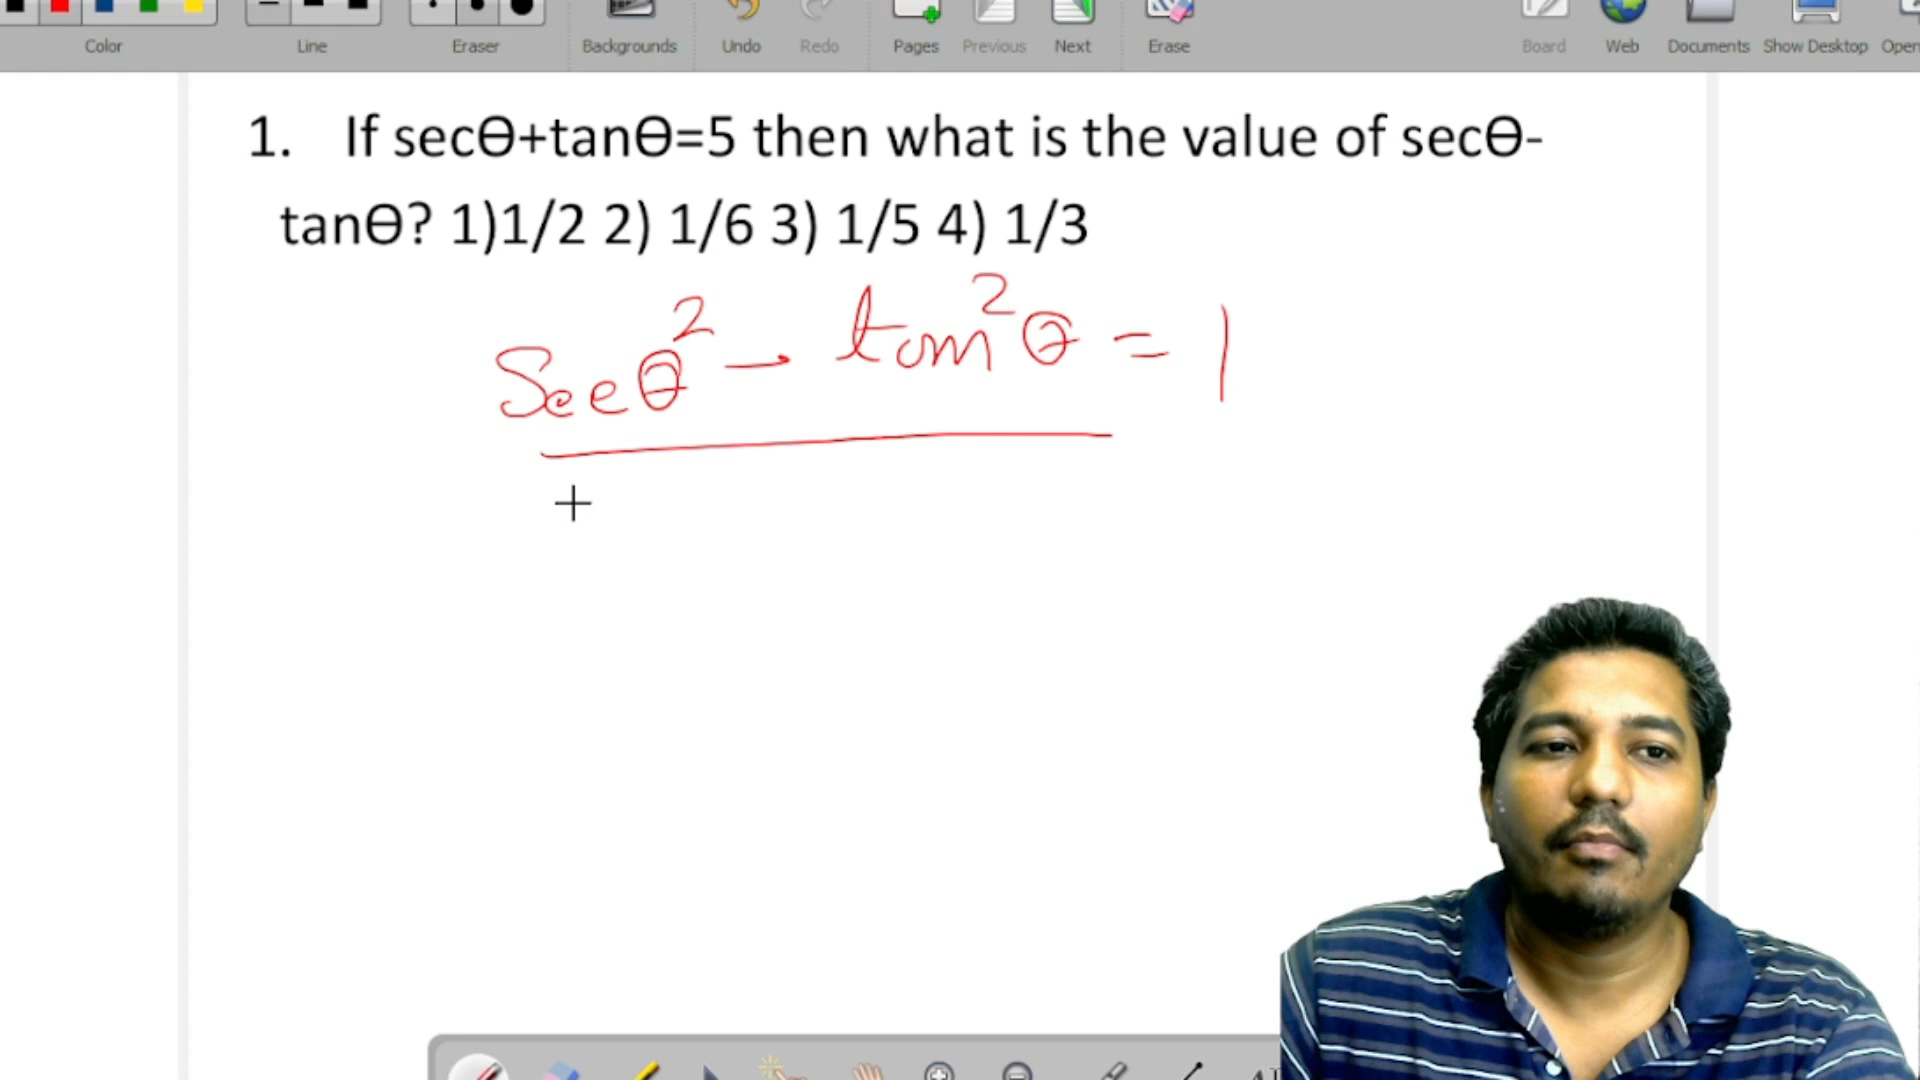 Color Line Eraser Backgrounds Undo Redo Pages Previous Next Erase Board Web Documents Show Desktop Open
1. If secΘ+tanΘ=5 then what is the value of secΘ-
tanΘ? 1)1/2 2) 1/6 3) 1/5 4) 1/3
Secθ² - tan²θ = 1